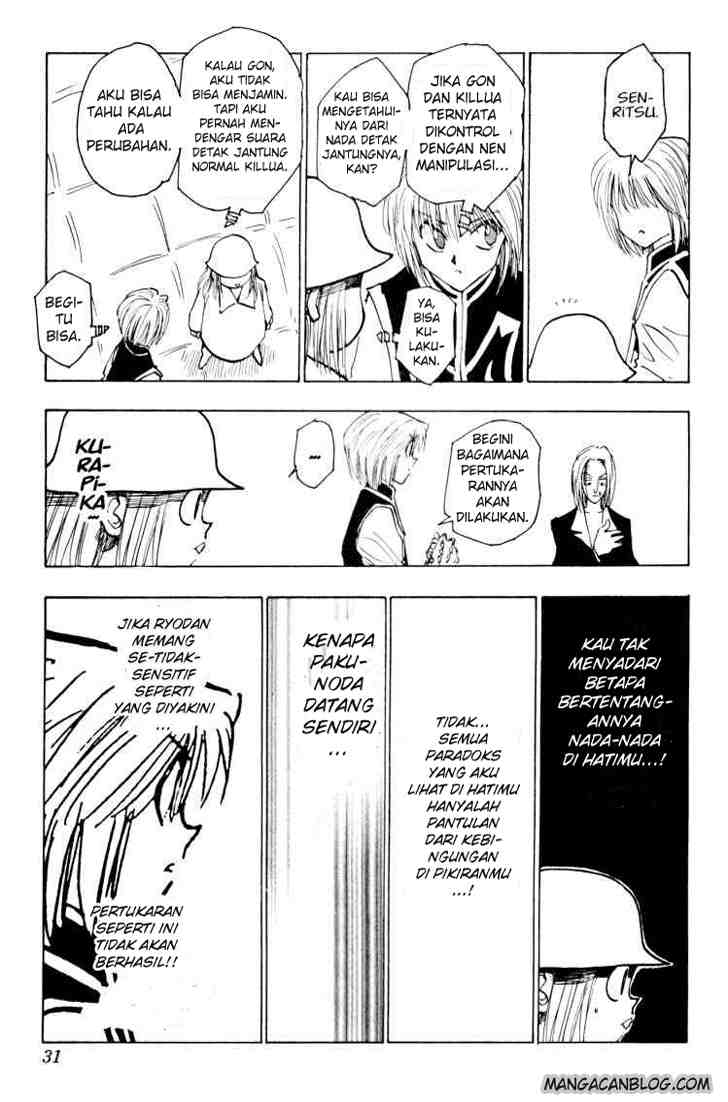 SEN-
RITSU.
JIKA GON
DAN KILLUA
TERNYATA
DIKONTROL
DENGAN NEN
MANIPULASI...
KAU BISA
MENGETAHUI-
NYA DARI
NADA DETAK
JANTUNGNYA,
KAN?
YA,
BISA
KU-
LAKU-
KAN.
KALAU GON,
AKU TIDAK
BISA MENJAMIN.
TAPI AKU
PERNAH MEN-
DENGAR SUARA
DETAK JANTUNG
NORMAL KILLUA.
AKU BISA
TAHU KALAU
ADA
PERUBAHAN.
BEGI-
TU
BISA.
BEGINI
BAGAIMANA
PERTUKA-
RANNYA
AKAN
DILAKUKAN.
...
KU-
RA-
PI-
KA
...
KAU TAK
MENYADARI
BETAPA
BERTENTANG-
ANNYA
NADA-NADA
DI HATIMU...!
TIDAK...
SEMUA
PARADOKS
YANG AKU
LIHAT DI HATIMU
HANYALAH
PANTULAN
DARI KEBI-
NGUNGAN
DI PIKIRANMU
...!
KENAPA
PAKU-
NODA
DATANG
SENDIRI
...
JIKA RYODAN
MEMANG
SE-TIDAK-
SENSITIF
SEPERTI
YANG DIYAKINI
...
PERTUKARAN
SEPERTI INI
TIDAK AKAN
BERHASIL!!
31
MANGACANBLOG.COM